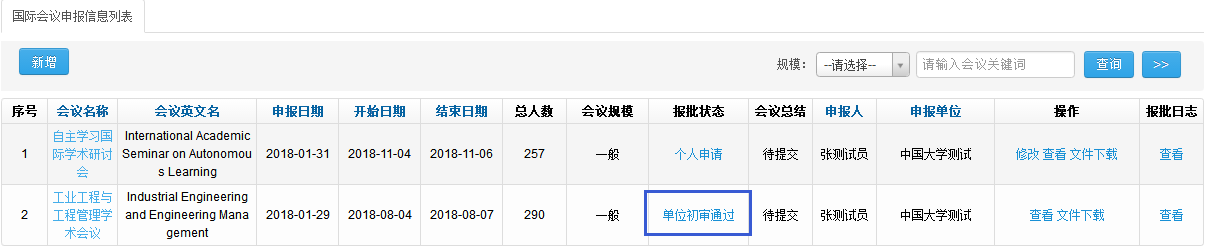 国际会议申报信息列表
新增 规模： --请选择-- 请输入会议关键词 查询 >>
序号 会议名称 会议英文名 申报日期 开始日期 结束日期 总人数 会议规模 报批状态 会议总结 申报人 申报单位 操作 报批日志
1 自主学习国际学术研讨会 International Academic Seminar on Autonomous Learning 2018-01-31 2018-11-04 2018-11-06 257 一般 个人申请 待提交 张测试员 中国大学测试 修改 查看 文件下载 查看
2 工业工程与工程管理学术会议 Industrial Engineering and Engineering Management 2018-01-29 2018-08-04 2018-08-07 290 一般 单位初审通过 待提交 张测试员 中国大学测试 查看 文件下载 查看